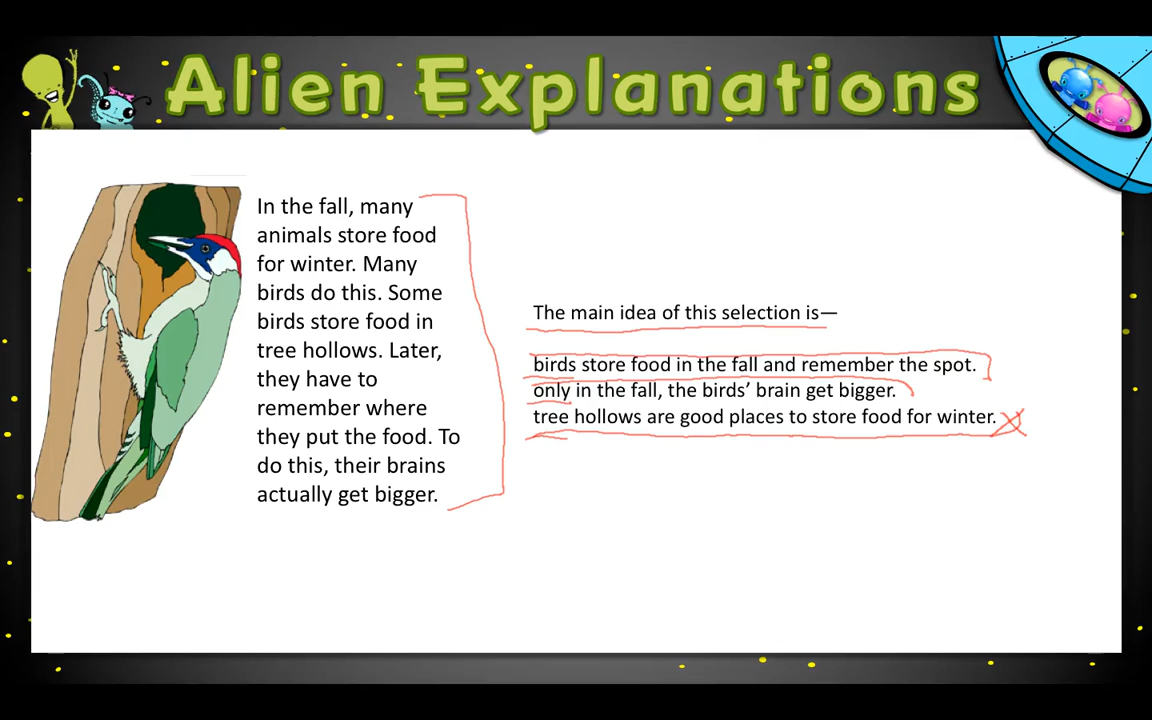 Alien Explanations
In the fall, many
animals store food
for winter. Many
birds do this. Some
birds store food in
tree hollows. Later,
they have to
remember where
they put the food. To
do this, their brains
actually get bigger.
The main idea of this selection is—
birds store food in the fall and remember the spot.
only in the fall, the birds’ brain get bigger.
tree hollows are good places to store food for winter.